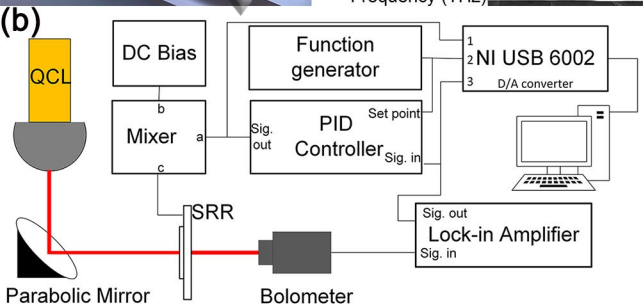 Frequency (THz)
(b)
QCL
DC Bias
b
Mixer
a
c
Function
generator
Sig.
out
PID
Controller
Set point
Sig. in
1
2
3
NI USB 6002
D/A converter
SRR
Sig. out
Lock-in Amplifier
Sig. in
Parabolic Mirror
Bolometer